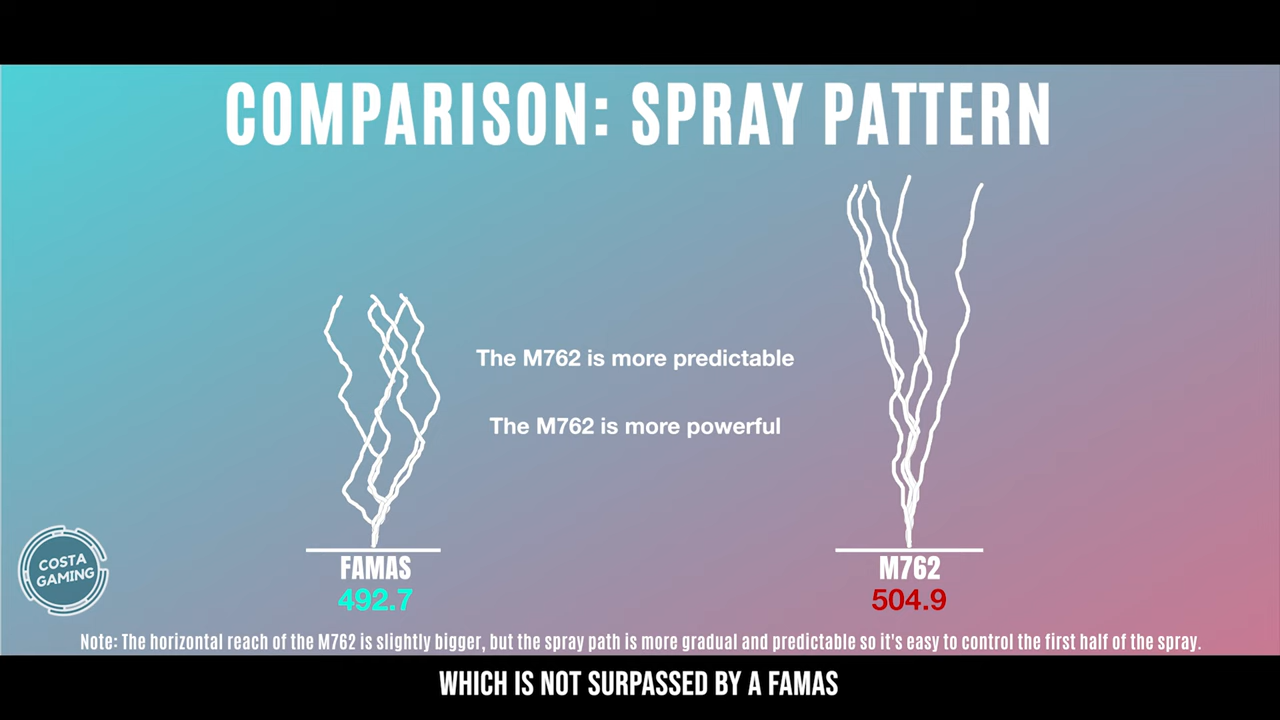 COMPARISON: SPRAY PATTERN
The M762 is more predictable
The M762 is more powerful
COSTA
GAMING
FAMAS
492.7
M762
504.9
Note: The horizontal reach of the M762 is slightly bigger, but the spray path is more gradual and predictable so it's easy to control the first half of the spray.
WHICH IS NOT SURPASSED BY A FAMAS